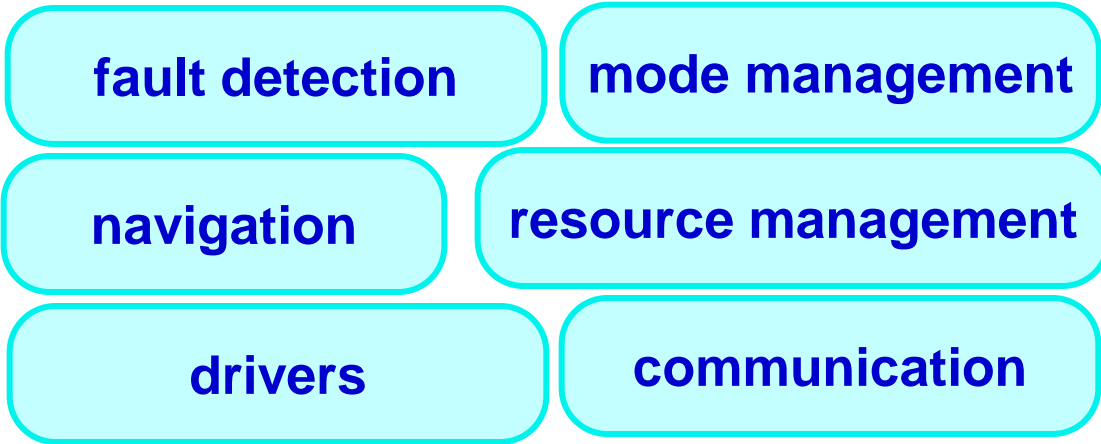 fault detection
mode management
navigation
resource management
drivers
communication